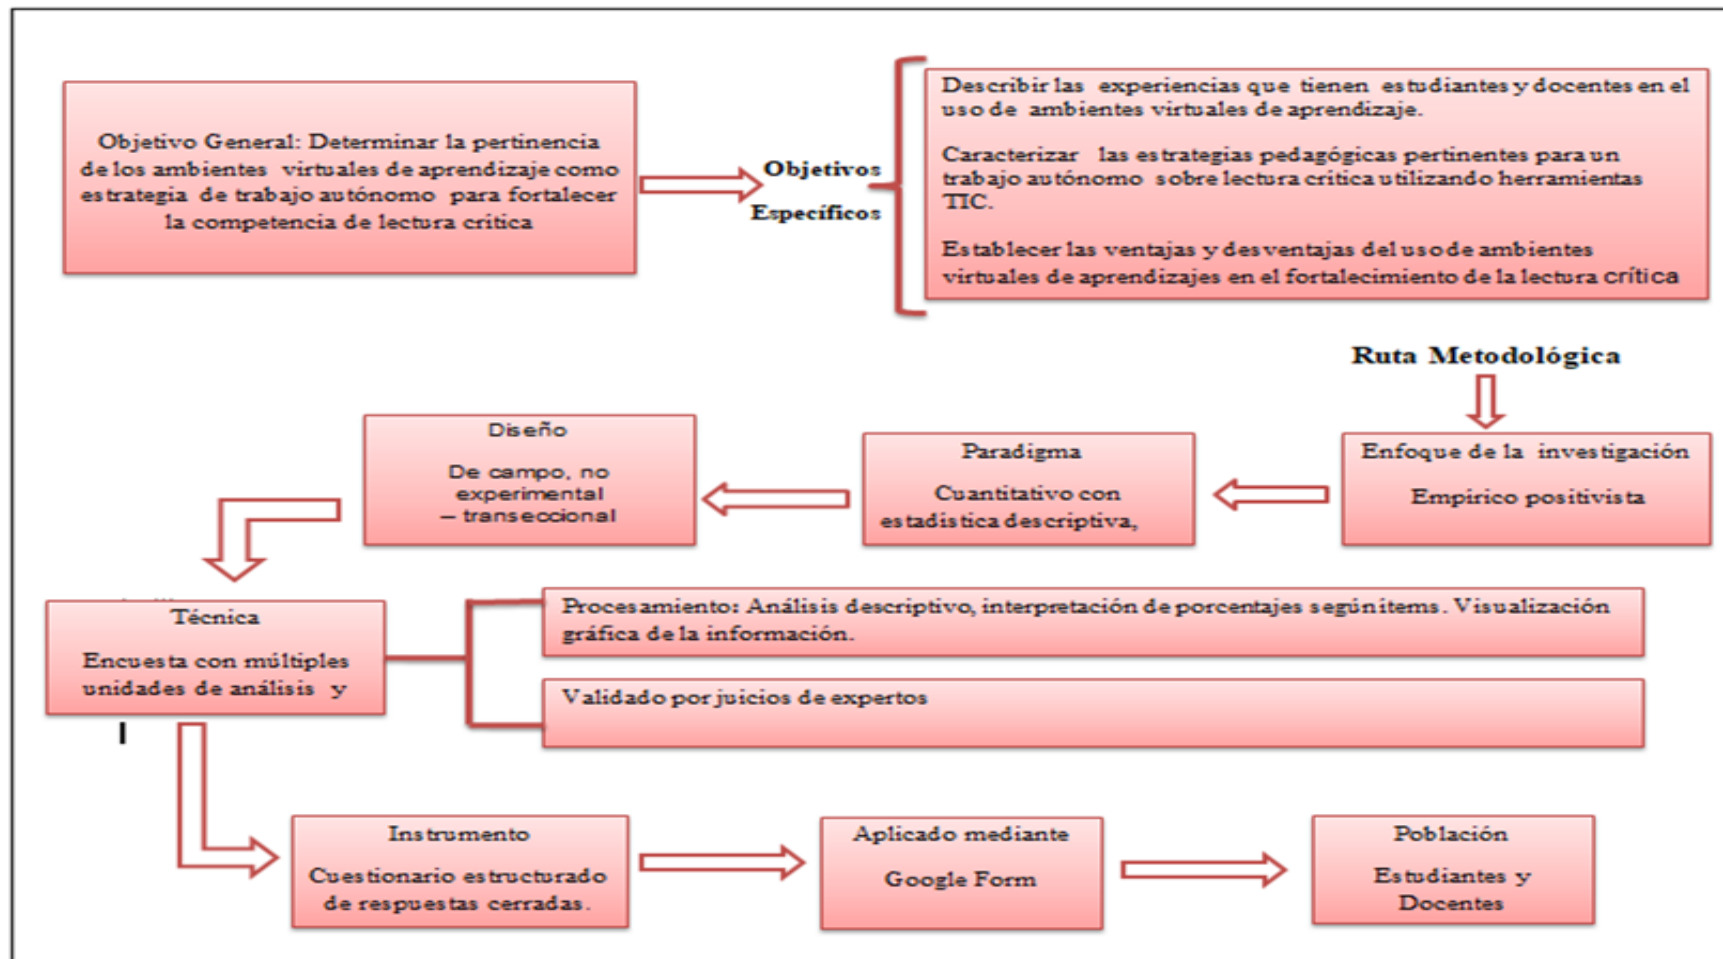 Objetivo General: Determinar la pertinencia
de los ambientes virtuales de aprendizaje como
estrategia de trabajo autónomo para fortalecer
la competencia de lectura critica
Objetivos
Específicos
Describir las experiencias que tienen estudiantes y docentes en el
uso de ambientes virtuales de aprendizaje.
Caracterizar las estrategias pedagógicas pertinentes para un
trabajo autónomo sobre lectura critica utilizando herramientas
TIC.
Establecer las ventajas y desventajas del uso de ambientes
virtuales de aprendizajes en el fortalecimiento de la lectura crítica
Ruta Metodológica
Enfoque de la investigación
Empírico positivista
Paradigma
Cuantitativo con
estadistica descriptiva,
Diseño
De campo, no
experimental
– transeccional
Técnica
Encuesta con múltiples
unidades de análisis y
Procesamiento: Análisis descriptivo, interpretación de porcentajes según items. Visualización
gráfica de la información.
Validado por juicios de expertos
Instrumento
Cuestionario estructurado
de respuestas cerradas.
Aplicado mediante
Google Form
Población
Estudiantes y
Docentes